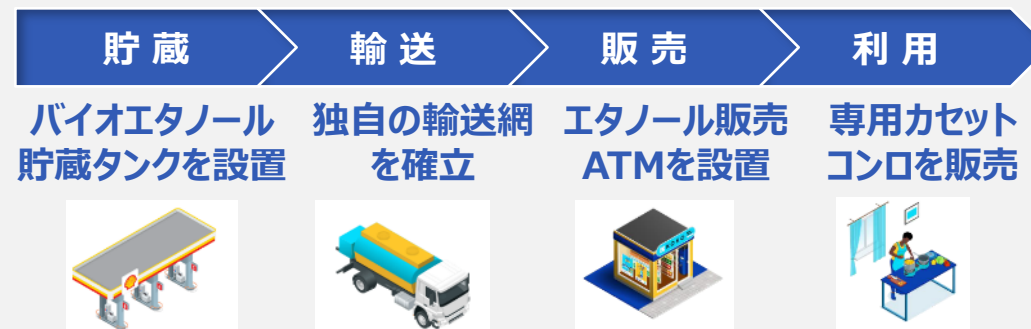 貯 蔵
輸 送
販 売
利 用
バイオエタノール
貯蔵タンクを設置
独自の輸送網
を確立
エタノール販売
ATMを設置
専用カセット
コンロを販売